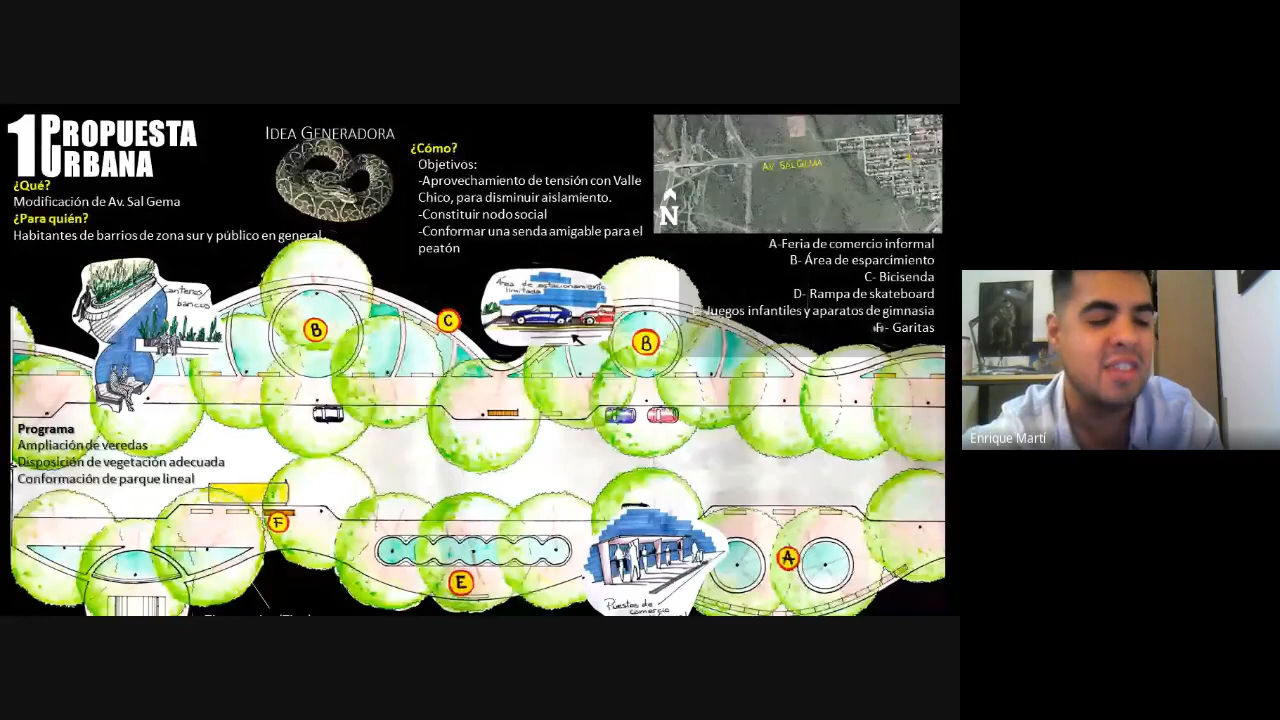 1 PROPUESTA
URBANA
¿Qué?
Modificación de Av. Sal Gema
¿Para quién?
Habitantes de barrios de zona sur y público en general
IDEA GENERADORA
¿Cómo?
Objetivos:
-Aprovechamiento de tensión con Valle
Chico, para disminuir aislamiento.
-Constituir nodo social
-Conformar una senda amigable para el
peatón
AV. SAL GEMA
N
A-Feria de comercio informal
B- Área de esparcimiento
C- Bicisenda
D- Rampa de skateboard
Juegos infantiles y aparatos de gimnasia
- Garitas
canteros/
bancos
Área de estacionamiento
limitada
B
C
B
Programa
Ampliación de veredas
Disposición de vegetación adecuada
Conformación de parque lineal
F
E
A
Puestos de
comercio
Enrique Martí